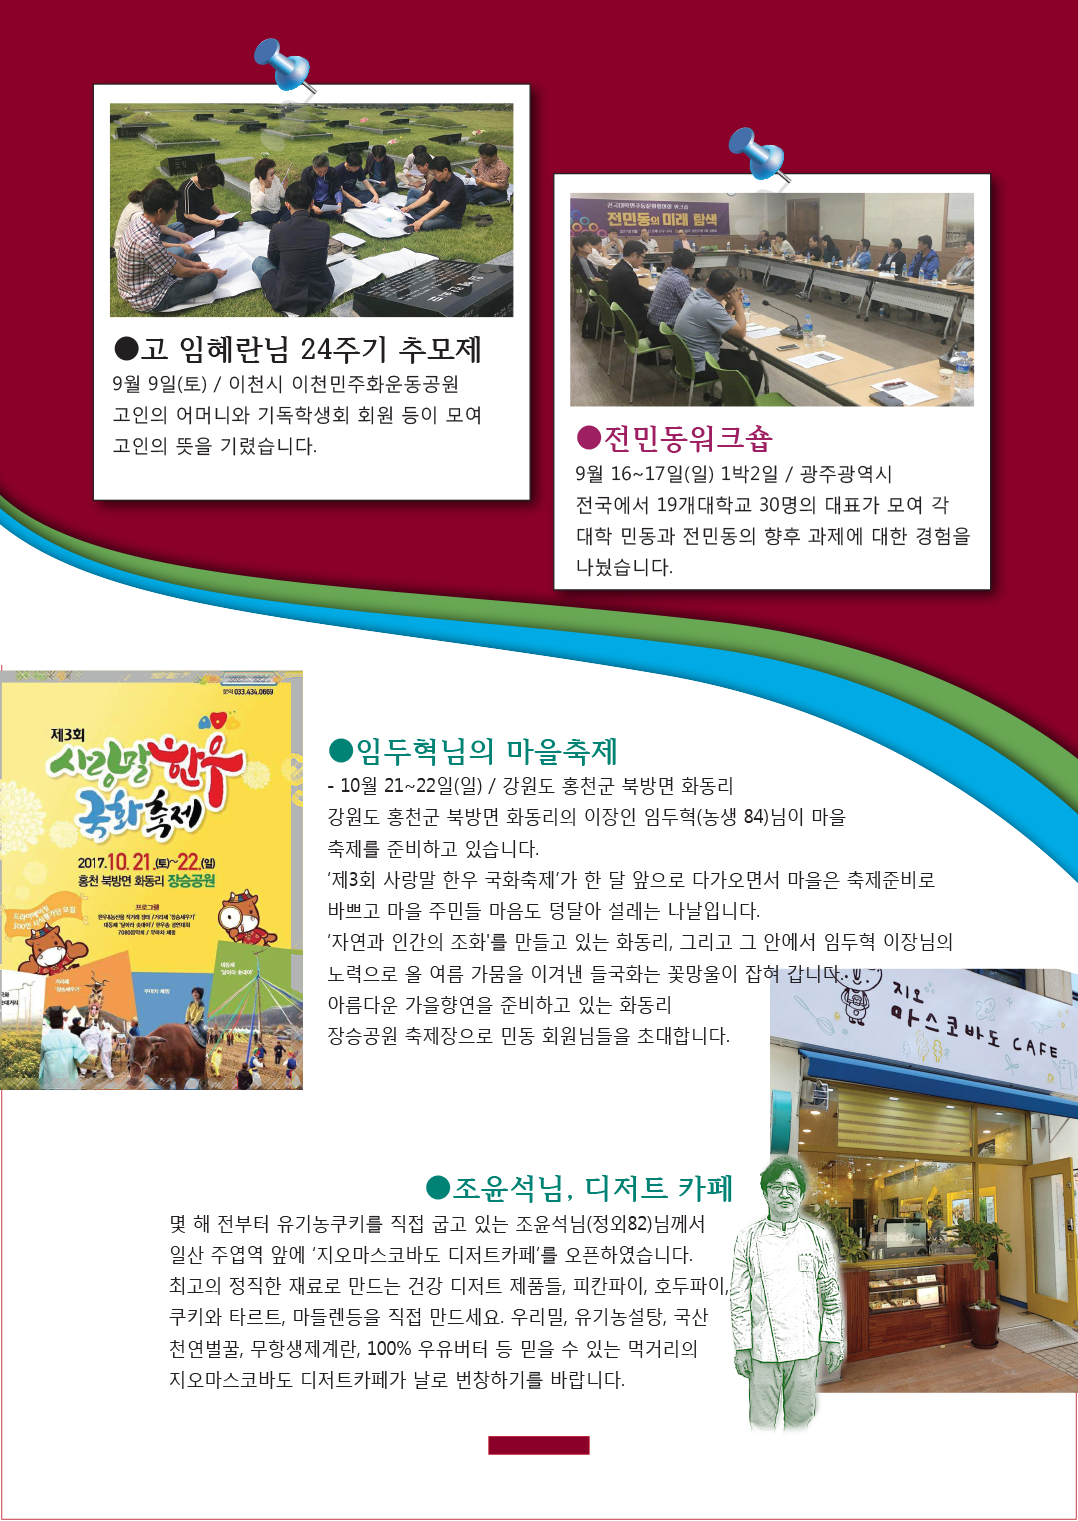 ●고 임혜란님 24주기 추모제
9월 9일(토) / 이천시 이천민주화운동공원
고인의 어머니와 기독학생회 회원 등이 모여
고인의 뜻을 기렸습니다.
전민동의 미래 탐색
●전민동워크숍
9월 16~17일(일) 1박2일 / 광주광역시
전국에서 19개대학교 30명의 대표가 모여 각
대학 민동과 전민동의 향후 과제에 대한 경험을
나눴습니다.
문의 033.434.0669
제3회
사랑말 한우
국화 축제
2017.10. 21.(토)~22.(일)
홍천 북방면 화동리 장승공원
프로그램
●임두혁님의 마을축제
- 10월 21~22일(일) / 강원도 홍천군 북방면 화동리
강원도 홍천군 북방면 화동리의 이장인 임두혁(농생 84)님이 마을
축제를 준비하고 있습니다.
‘제3회 사랑말 한우 국화축제’가 한 달 앞으로 다가오면서 마을은 축제준비로
바쁘고 마을 주민들 마음도 덩달아 설레는 나날입니다.
‘자연과 인간의 조화'를 만들고 있는 화동리, 그리고 그 안에서 임두혁 이장님의
노력으로 올 여름 가뭄을 이겨낸 들국화는 꽃망울이 잡혀 갑니다.
아름다운 가을향연을 준비하고 있는 화동리
장승공원 축제장으로 민동 회원님들을 초대합니다.
지오
마스코바도 CAFE
●조윤석님, 디저트 카페
몇 해 전부터 유기농쿠키를 직접 굽고 있는 조윤석님(정외82)님께서
일산 주엽역 앞에 ‘지오마스코바도 디저트카페’를 오픈하였습니다.
최고의 정직한 재료로 만드는 건강 디저트 제품들, 피칸파이, 호두파이,
쿠키와 타르트, 마들렌등을 직접 만드세요. 우리밀, 유기농설탕, 국산
천연벌꿀, 무항생제계란, 100% 우유버터 등 믿을 수 있는 먹거리의
지오마스코바도 디저트카페가 날로 번창하기를 바랍니다.